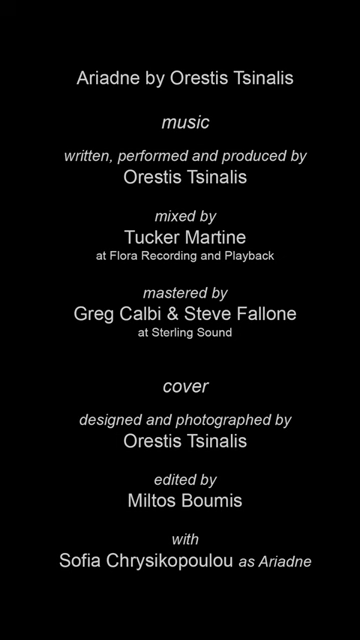 Ariadne by Orestis Tsinalis
music
written, performed and produced by
Orestis Tsinalis
mixed by
Tucker Martine
at Flora Recording and Playback
mastered by
Greg Calbi & Steve Fallone
at Sterling Sound
cover
designed and photographed by
Orestis Tsinalis
edited by
Miltos Boumis
with
Sofia Chrysikopoulou as Ariadne